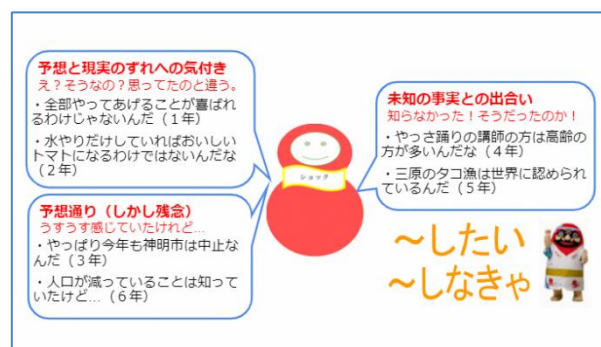 予想と現実のずれへの気付き
え？そうなの？思ってたのと違う。
・全部やってあげることが喜ばれ
るわけじゃないんだ（１年）
・水やりだけしていればおいしい
トマトになるわけではないんだな
（２年）
予想通り（しかし残念）
うすうす感じていたけれど…
・やっぱり今年も神明市は中止な
んだ（３年）
・人口が減っていることは知って
いたけど…（６年）
ショック
未知の事実との出合い
知らなかった！そうだったのか！
・やっさ踊りの講師の方は高齢の
方が多いんだな（４年）
・三原のタコ漁は世界に認められ
ているんだ（５年）
～したい
～しなきゃ